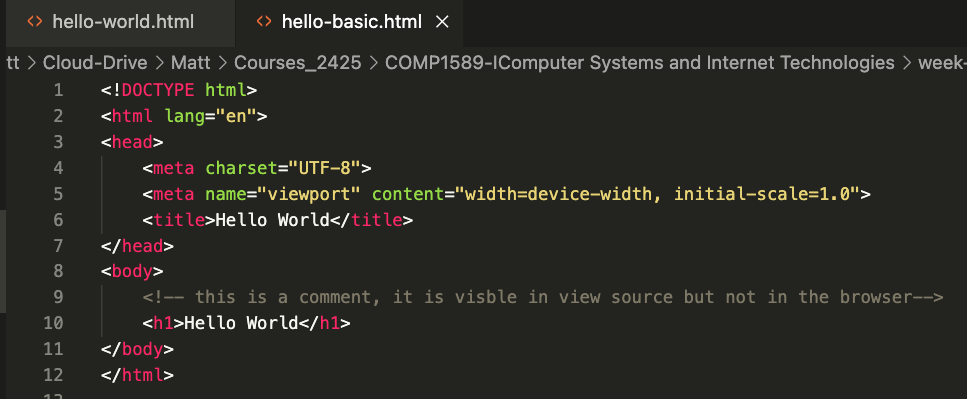 <> hello-world.html <> hello-basic.html ×
tt > Cloud-Drive > Matt > Courses_2425 > COMP1589-IComputer Systems and Internet Technologies > week-
1 <!DOCTYPE html>
2 <html lang="en">
3 <head>
4     <meta charset="UTF-8">
5     <meta name="viewport" content="width=device-width, initial-scale=1.0">
6     <title>Hello World</title>
7 </head>
8 <body>
9     <!-- this is a comment, it is visble in view source but not in the browser-->
10     <h1>Hello World</h1>
11 </body>
12 </html>